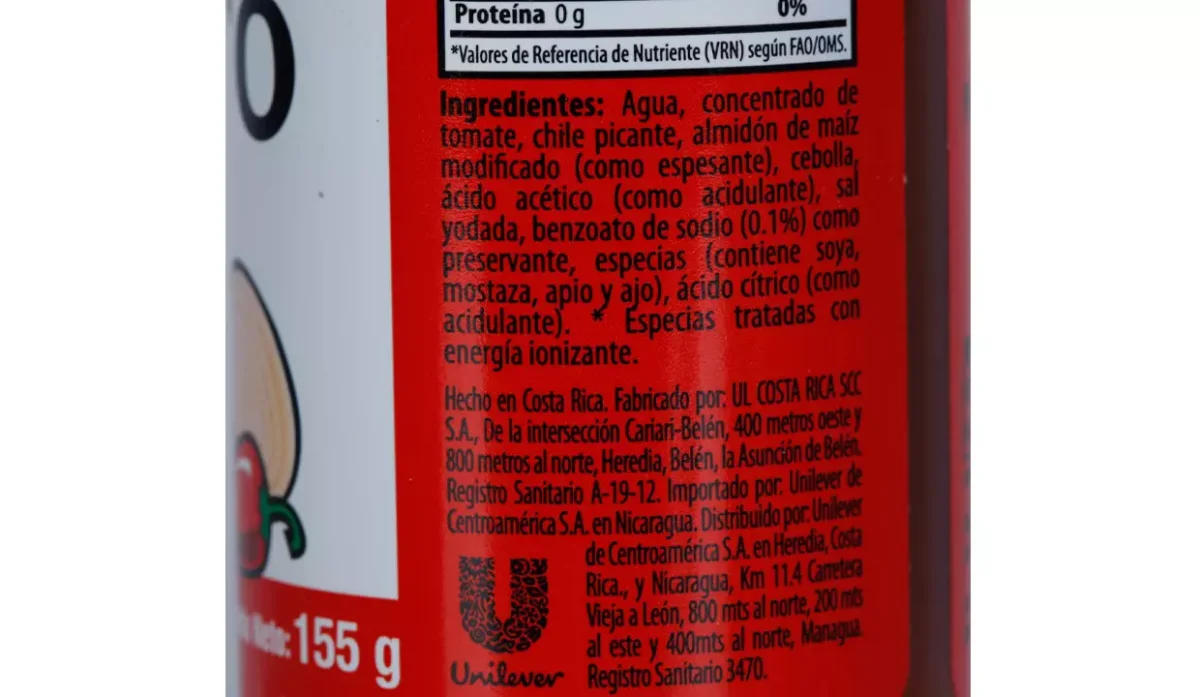 O
Proteína 0 g 0%
*Valores de Referencia de Nutriente (VRN) según FAO/OMS.
Ingredientes: Agua, concentrado de
tomate, chile picante, almidón de maíz
modificado (como espesante), cebolla,
ácido acético (como acidulante), sal
yodada, benzoato de sodio (0.1%) como
preservante, especias (contiene soya,
mostaza, apio y ajo), ácido cítrico (como
acidulante). * Especias tratadas con
energía ionizante.
Hecho en Costa Rica. Fabricado por: UL COSTA RICA SCC
S.A., De la intersección Cariari-Belén, 400 metros oeste y
800 metros al norte, Heredia, Belén, la Asunción de Belén.
Registro Sanitario A-19-12. Importado por: Unilever de
Centroamérica S.A. en Nicaragua. Distribuido por: Unilever
de Centroamérica S.A. en Heredia, Costa
Rica., y Nicaragua, Km 11.4 Carretera
Vieja a León, 800 mts al norte, 200 mts
al este y 400mts al norte, Managua.
Registro Sanitario 3470.
Unilever
Neto: 155 g